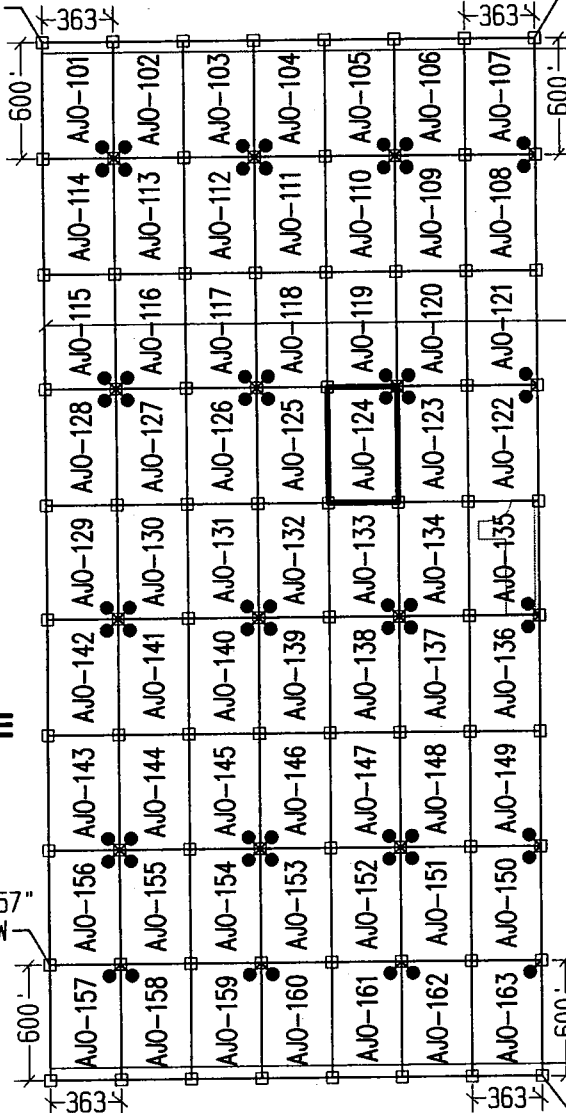 363 363
600' 600'
AJO-101 AJO-102 AJO-103 AJO-104 AJO-105 AJO-106 AJO-107
AJO-114 AJO-113 AJO-112 AJO-111 AJO-110 AJO-109 AJO-108
AJO-115 AJO-116 AJO-117 AJO-118 AJO-119 AJO-120 AJO-121
AJO-128 AJO-127 AJO-126 AJO-125 AJO-124 AJO-123 AJO-122
AJO-129 AJO-130 AJO-131 AJO-132 AJO-133 AJO-134 AJO-135
AJO-142 AJO-141 AJO-140 AJO-139 AJO-138 AJO-137 AJO-136
AJO-143 AJO-144 AJO-145 AJO-146 AJO-147 AJO-148 AJO-149
AJO-156 AJO-155 AJO-154 AJO-153 AJO-152 AJO-151 AJO-150
57"
W
AJO-157 AJO-158 AJO-159 AJO-160 AJO-161 AJO-162 AJO-163
600' 600'
363 363